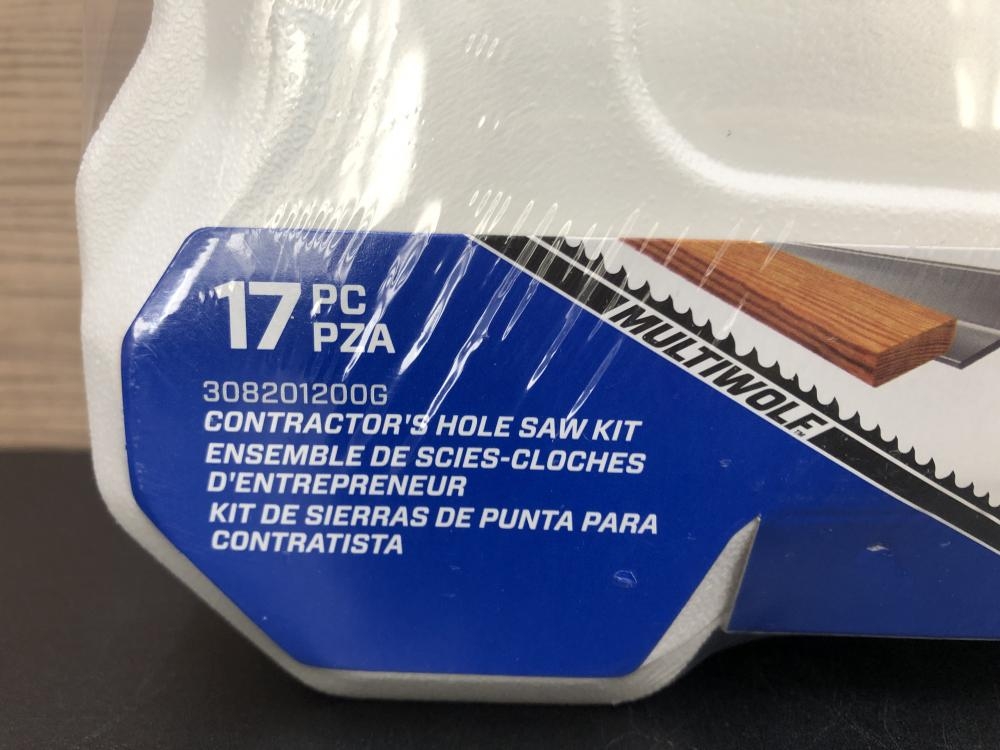 17 PC
PZA
308201200G
CONTRACTOR'S HOLE SAW KIT
ENSEMBLE DE SCIES-CLOCHES
D'ENTREPRENEUR
KIT DE SIERRAS DE PUNTA PARA
CONTRATISTA
MULTIWOLF™